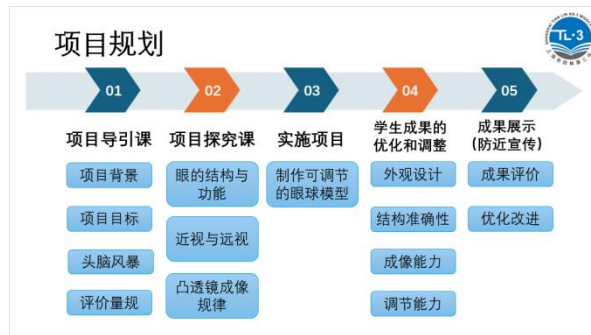 项目规划
TL·3
01
02
03
04
05
项目导引课
项目背景
项目目标
头脑风暴
评价量规
项目探究课
眼的结构与
功能
近视与远视
凸透镜成像
规律
实施项目
制作可调节
的眼球模型
学生成果的
优化和调整
外观设计
结构准确性
成像能力
调节能力
成果展示
(防近宣传)
成果评价
优化改进